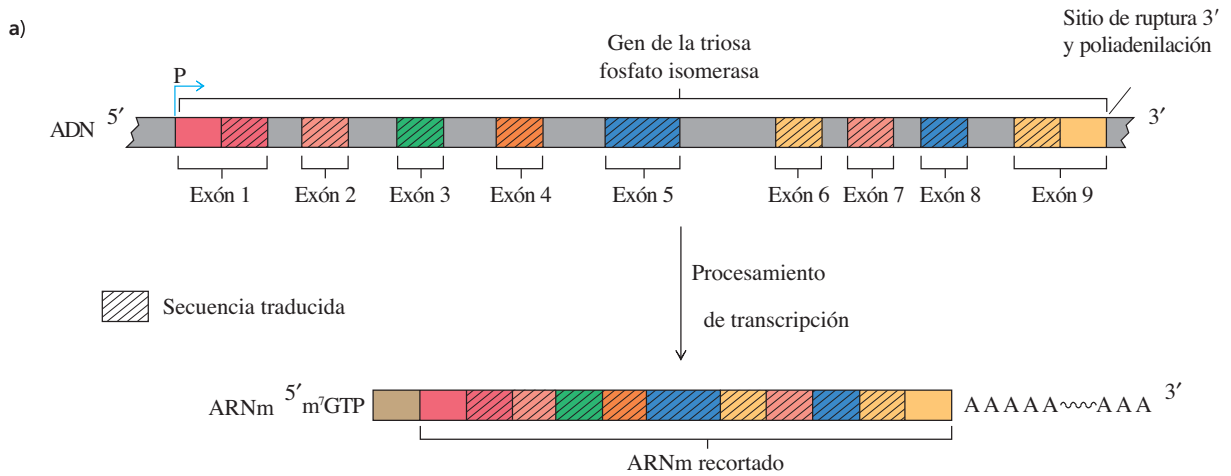 a)
Gen de la triosa
fosfato isomerasa
Sitio de ruptura 3′
y poliadenilación
P
ADN 5′ 3′
Exón 1 Exón 2 Exón 3 Exón 4 Exón 5 Exón 6 Exón 7 Exón 8 Exón 9
Procesamiento
de transcripción
Secuencia traducida
ARNm 5′ m⁷GTP A A A A A A A A 3′
ARNm recortado